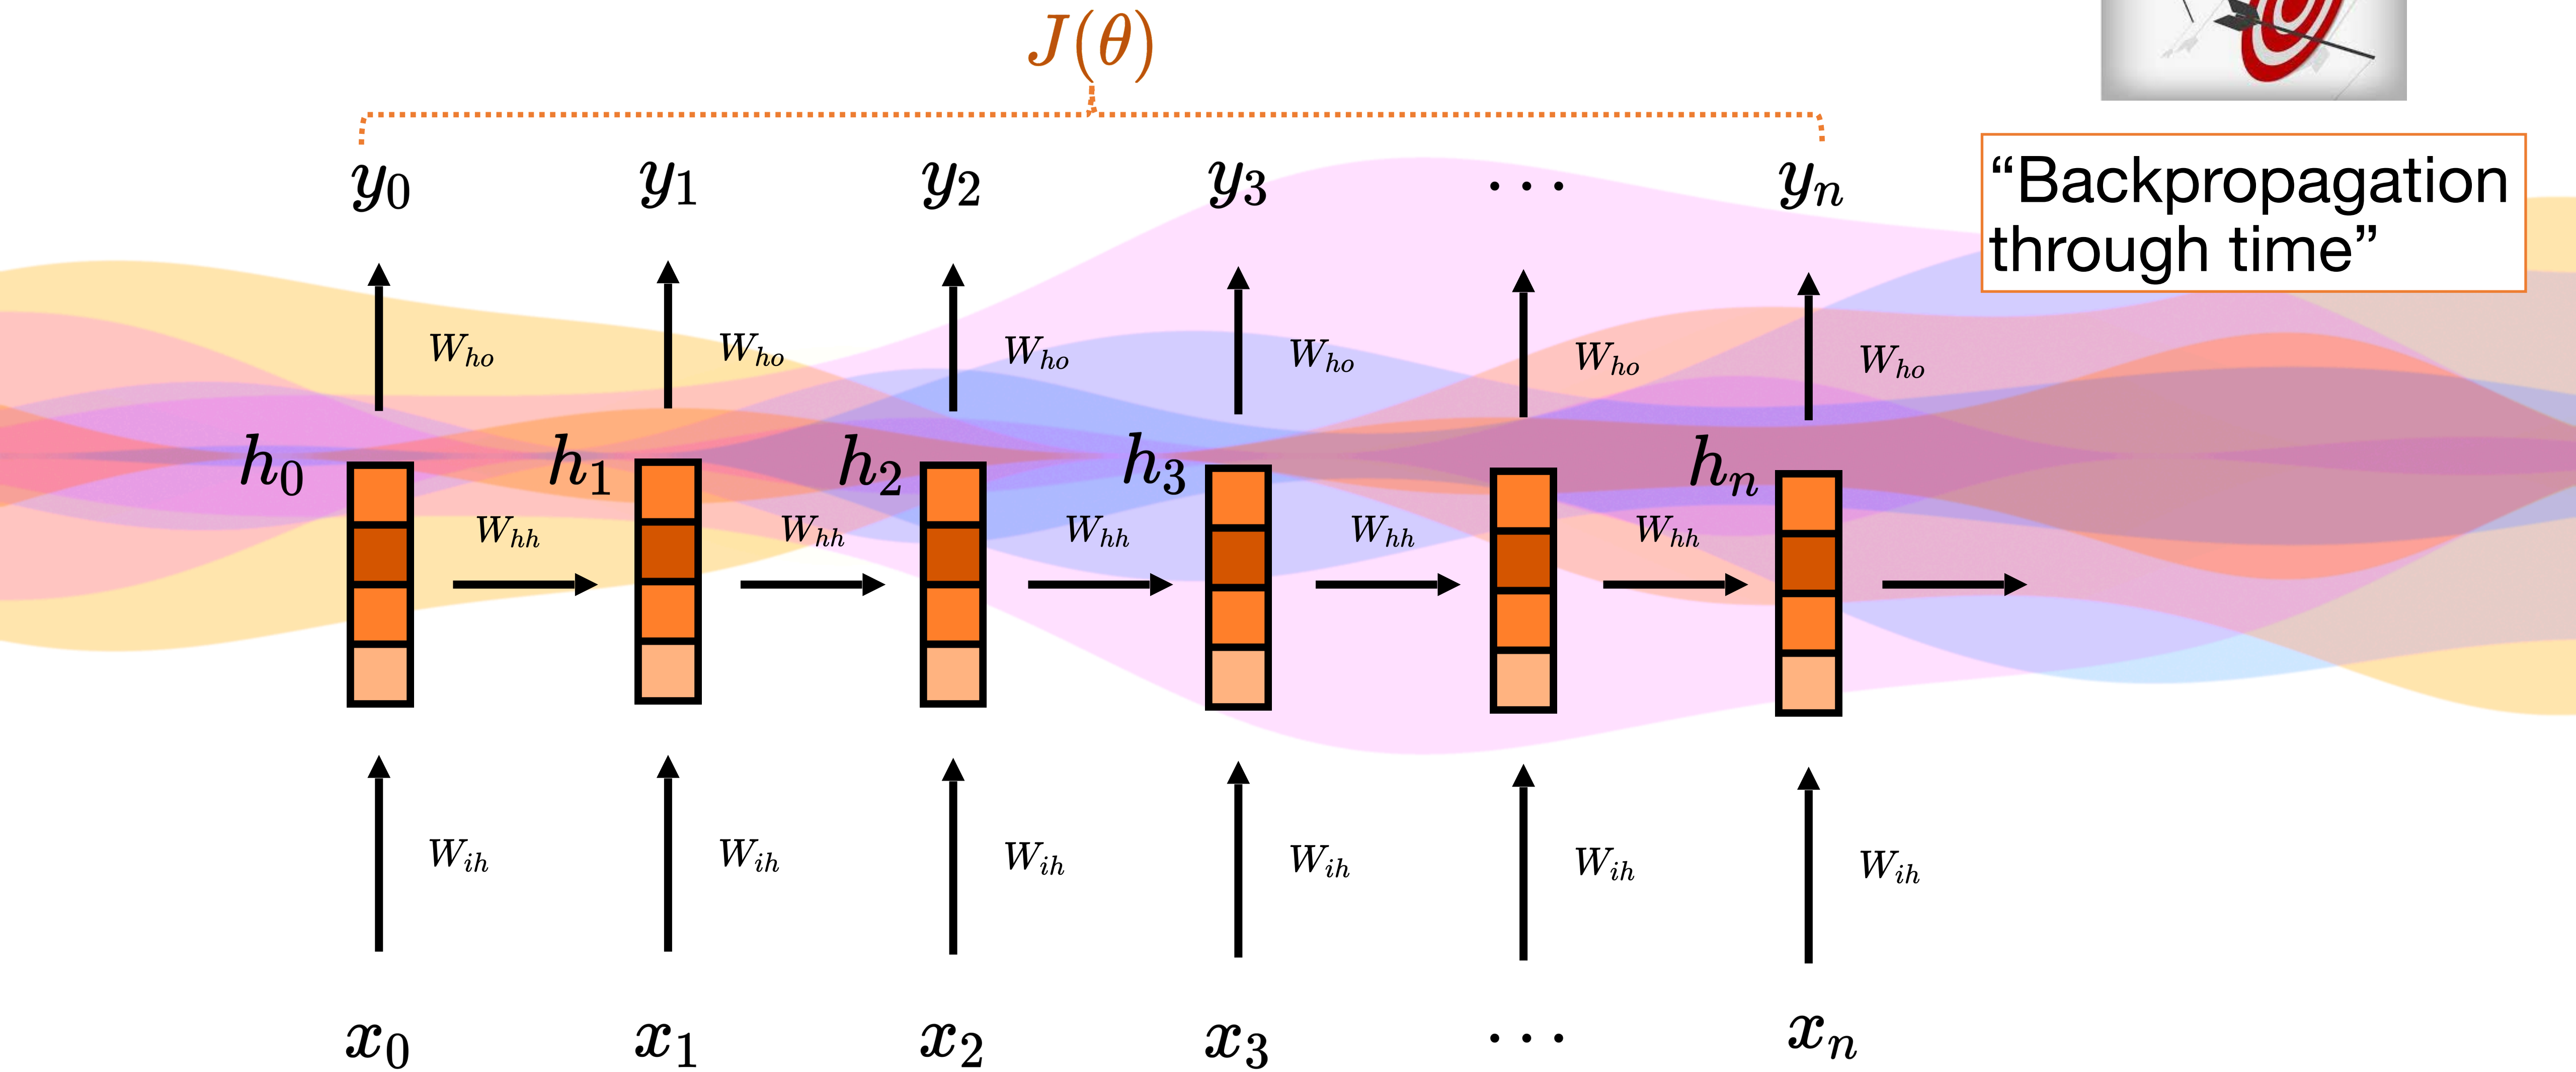 J(θ)
y₀ y₁ y₂ y₃ ... yₙ
“Backpropagation
through time”
Wₕₒ Wₕₒ Wₕₒ Wₕₒ Wₕₒ Wₕₒ
h₀ h₁ h₂ h₃ hₙ
Wₕₕ Wₕₕ Wₕₕ Wₕₕ Wₕₕ
Wᵢₕ Wᵢₕ Wᵢₕ Wᵢₕ Wᵢₕ Wᵢₕ
x₀ x₁ x₂ x₃ ... xₙ